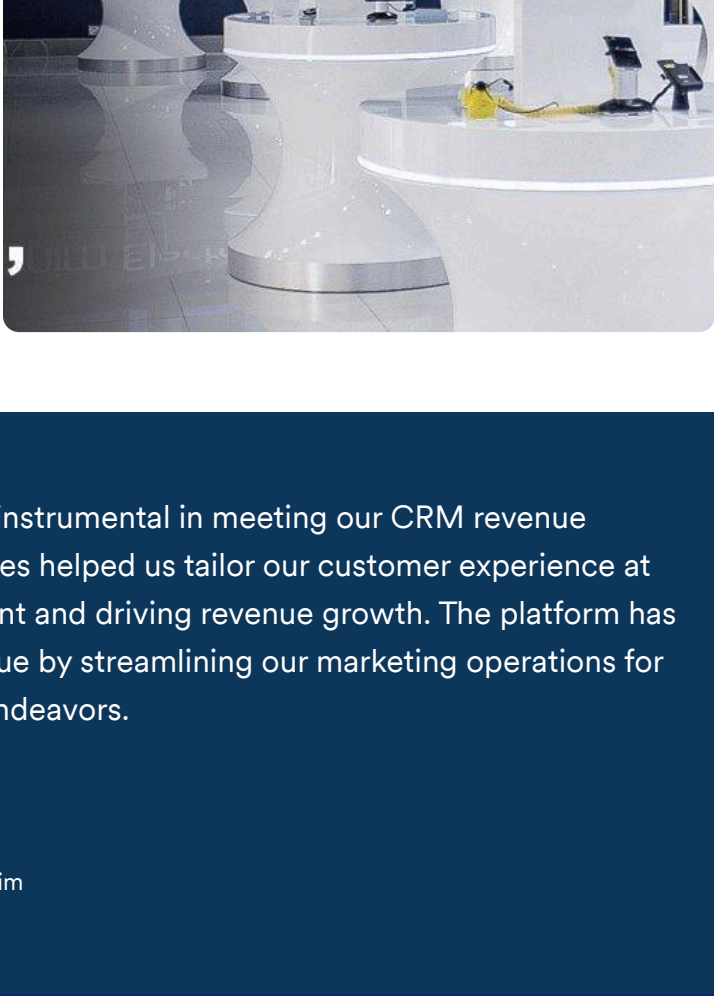 ’
instrumental in meeting our CRM revenue
es helped us tailor our customer experience at
nt and driving revenue growth. The platform has
ue by streamlining our marketing operations for
ndeavors.
im